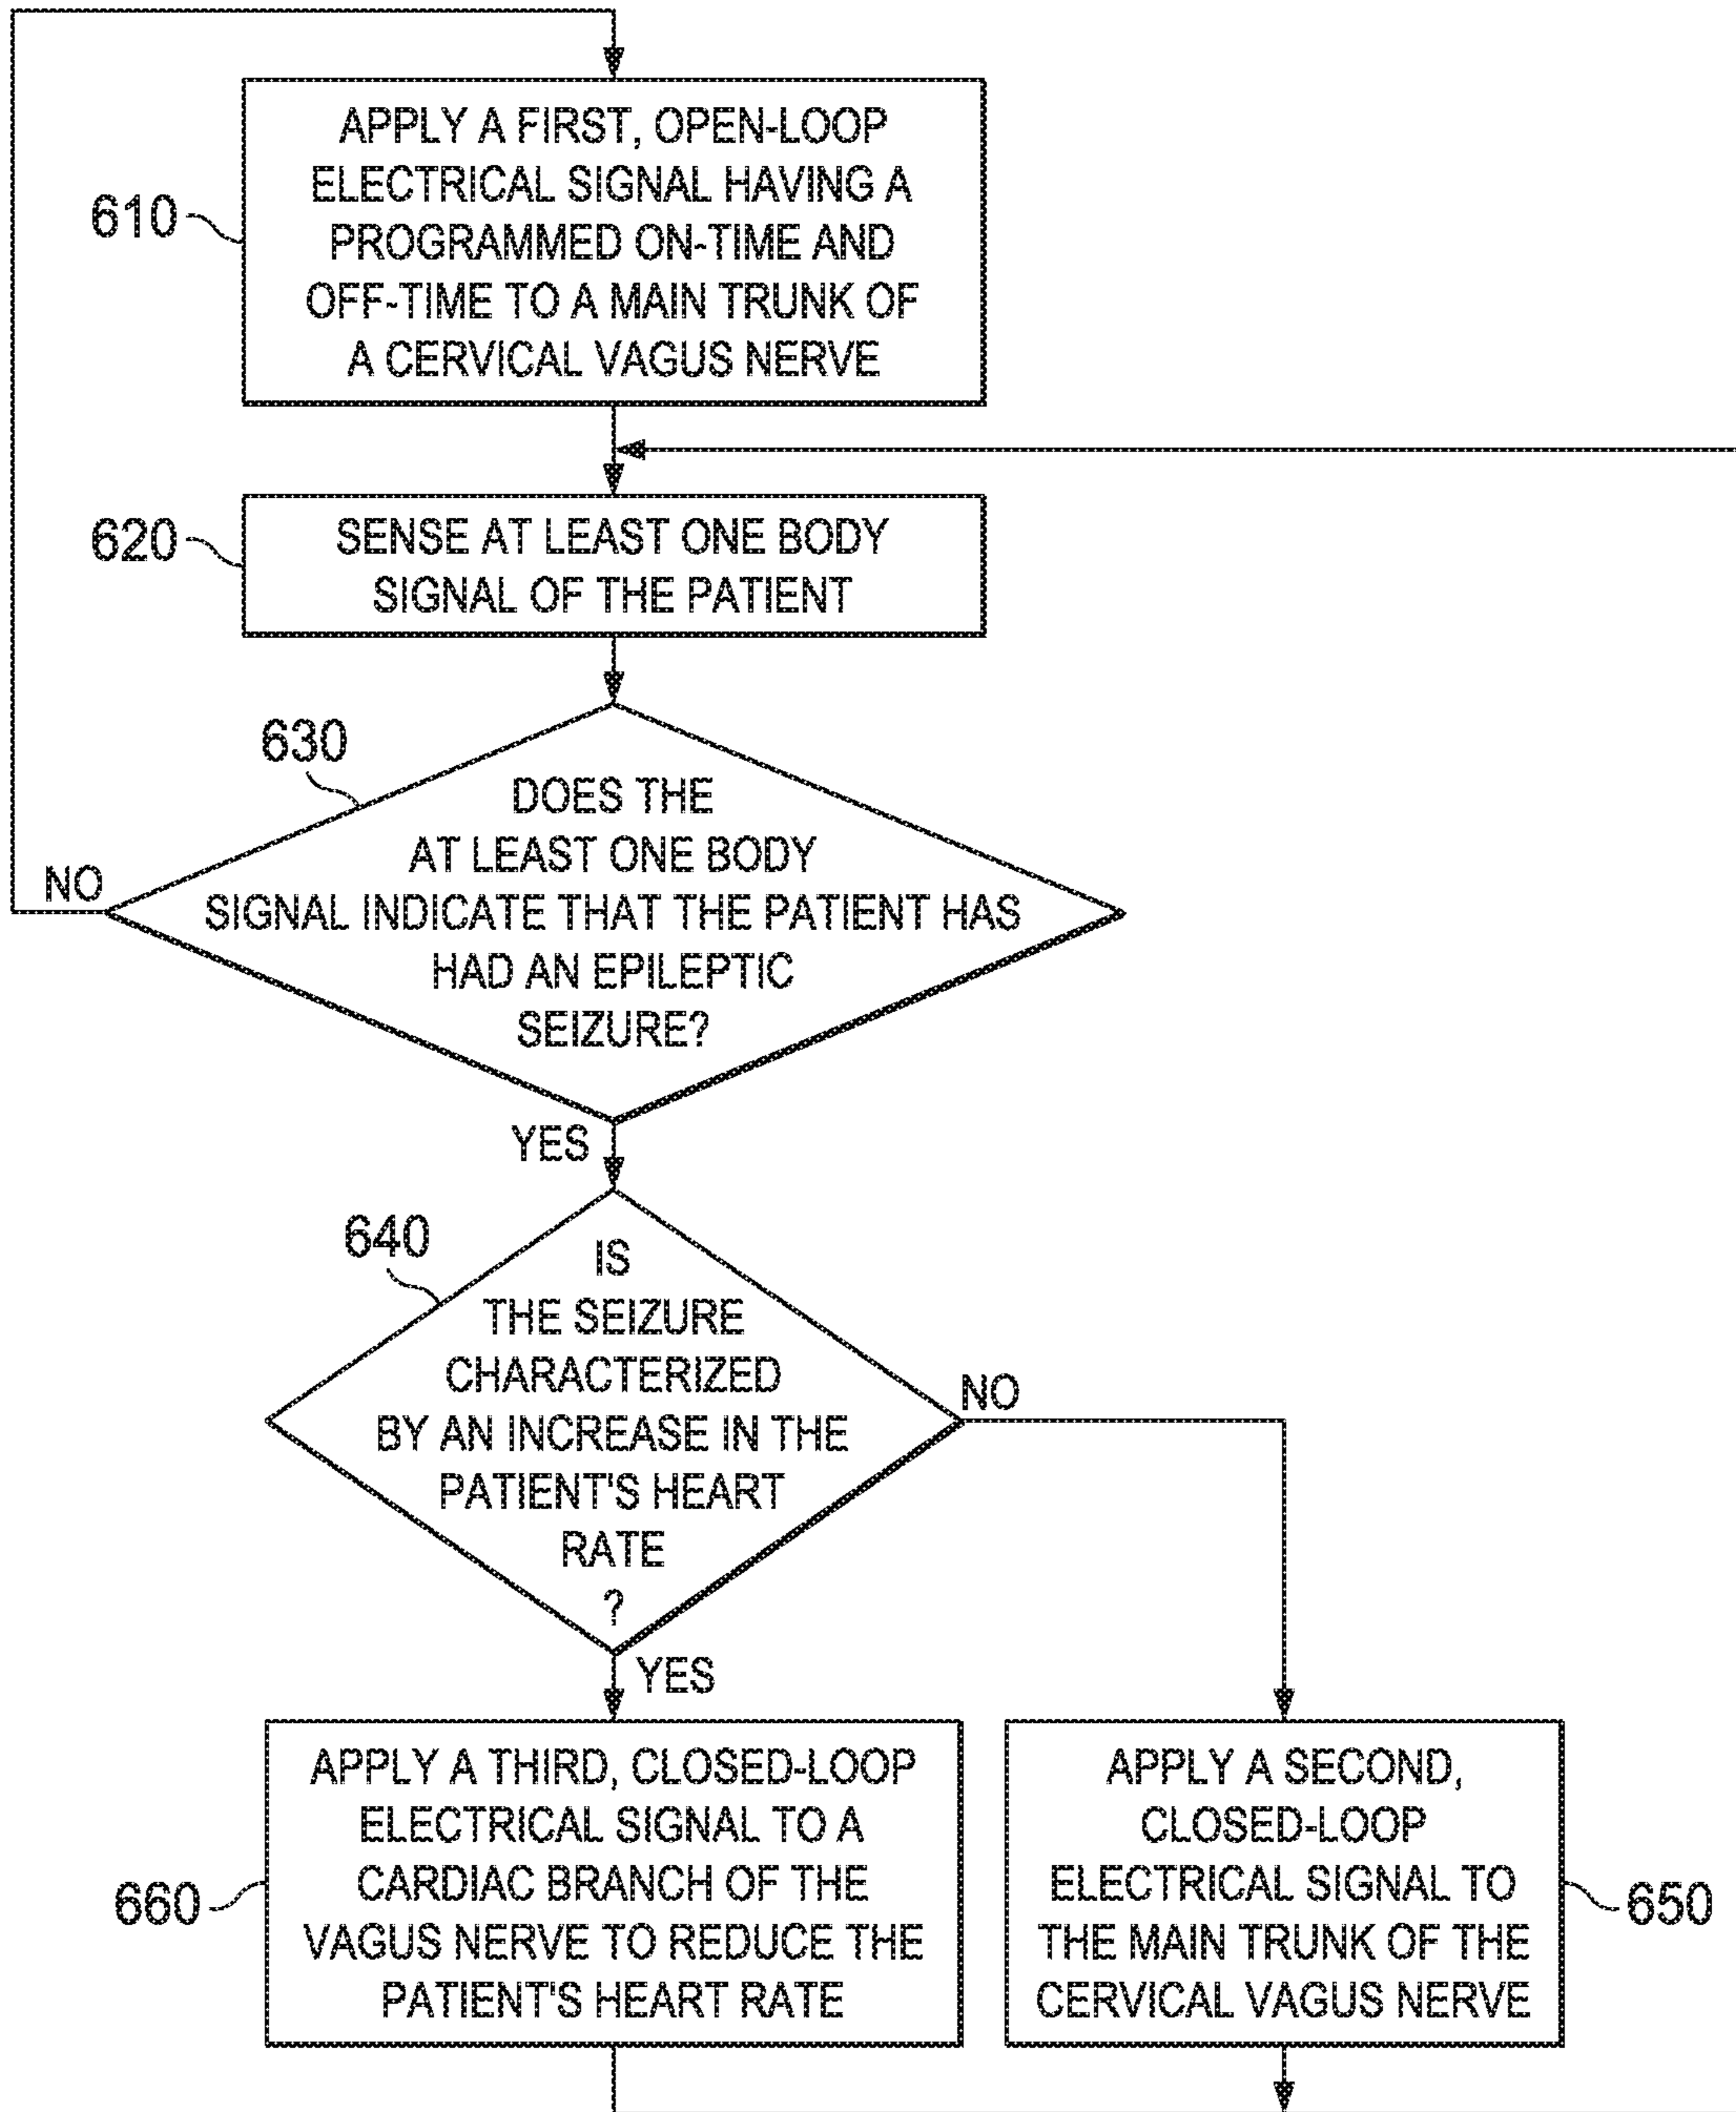 610
APPLY A FIRST, OPEN-LOOP
ELECTRICAL SIGNAL HAVING A
PROGRAMMED ON-TIME AND
OFF-TIME TO A MAIN TRUNK OF
A CERVICAL VAGUS NERVE
620
SENSE AT LEAST ONE BODY
SIGNAL OF THE PATIENT
630
DOES THE
AT LEAST ONE BODY
SIGNAL INDICATE THAT THE PATIENT HAS
HAD AN EPILEPTIC
SEIZURE?
NO
YES
640
IS
THE SEIZURE
CHARACTERIZED
BY AN INCREASE IN THE
PATIENT'S HEART
RATE
?
NO
YES
660
APPLY A THIRD, CLOSED-LOOP
ELECTRICAL SIGNAL TO A
CARDIAC BRANCH OF THE
VAGUS NERVE TO REDUCE THE
PATIENT'S HEART RATE
APPLY A SECOND,
CLOSED-LOOP
ELECTRICAL SIGNAL TO
THE MAIN TRUNK OF THE
CERVICAL VAGUS NERVE
650